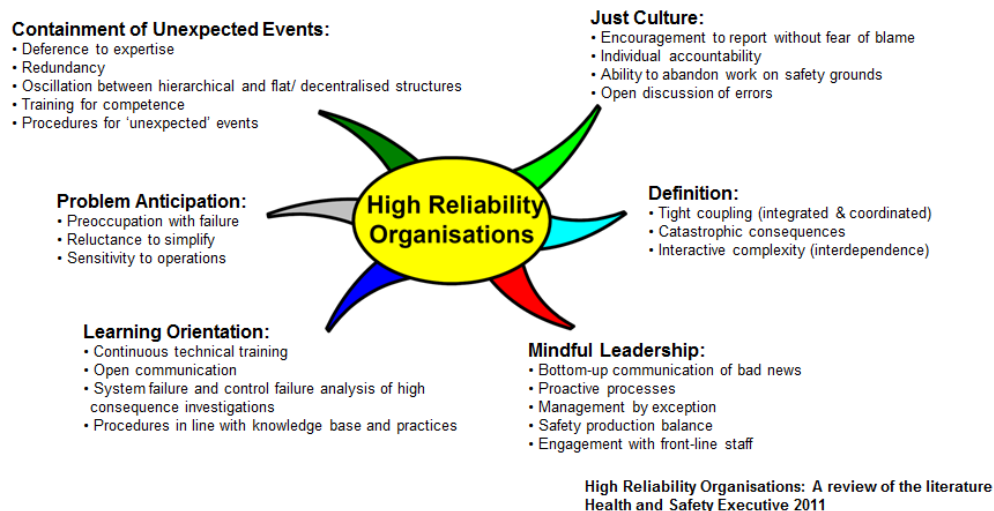 Containment of Unexpected Events:
• Deference to expertise
• Redundancy
• Oscillation between hierarchical and flat/ decentralised structures
• Training for competence
• Procedures for ‘unexpected’ events
Just Culture:
• Encouragement to report without fear of blame
• Individual accountability
• Ability to abandon work on safety grounds
• Open discussion of errors
Problem Anticipation:
• Preoccupation with failure
• Reluctance to simplify
• Sensitivity to operations
High Reliability
Organisations
Definition:
• Tight coupling (integrated & coordinated)
• Catastrophic consequences
• Interactive complexity (interdependence)
Learning Orientation:
• Continuous technical training
• Open communication
• System failure and control failure analysis of high
consequence investigations
• Procedures in line with knowledge base and practices
Mindful Leadership:
• Bottom-up communication of bad news
• Proactive processes
• Management by exception
• Safety production balance
• Engagement with front-line staff
High Reliability Organisations: A review of the literature
Health and Safety Executive 2011